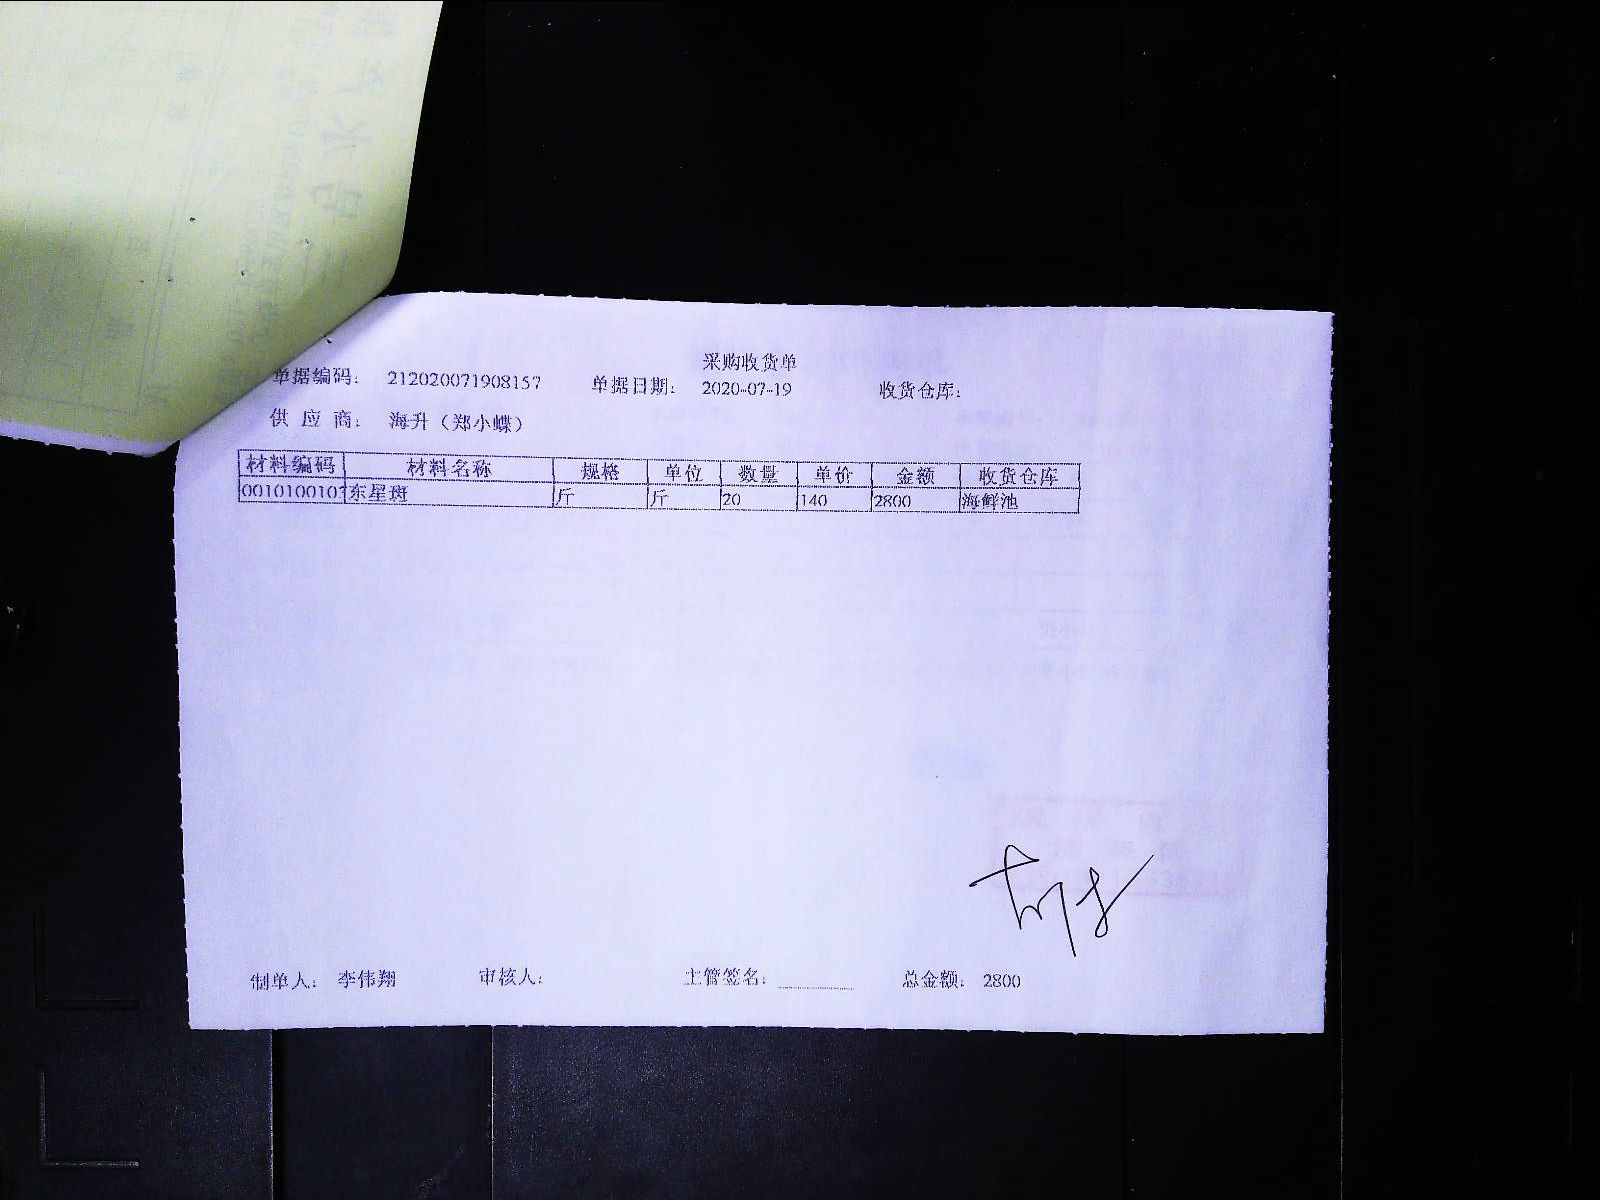 采购收货单
单据编码： 212020071908157 单据日期： 2020-07-19 收货仓库：
供 应 商： 海升（郑小蝶）
材料编码 材料名称 规格 单位 数量 单价 金额 收货仓库
0010100103 东星斑 斤 斤 20 140 2800 海鲜池
制单人： 李伟翔 审核人： 主管签名： 总金额： 2800